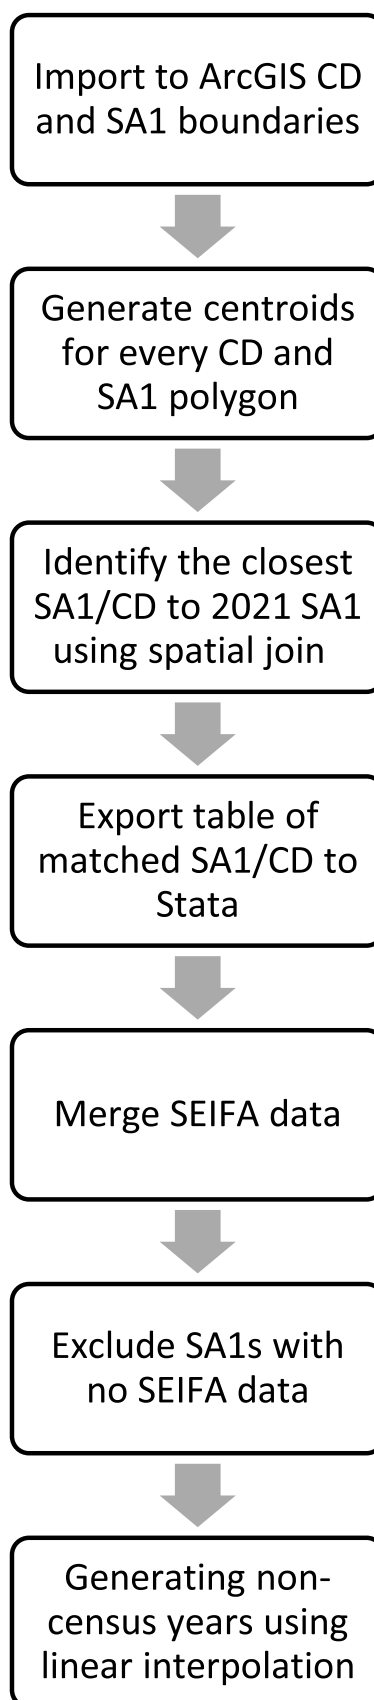 Import to ArcGIS CD
and SA1 boundaries
Generate centroids
for every CD and
SA1 polygon
Identify the closest
SA1/CD to 2021 SA1
using spatial join
Export table of
matched SA1/CD to
Stata
Merge SEIFA data
Exclude SA1s with
no SEIFA data
Generating non-
census years using
linear interpolation